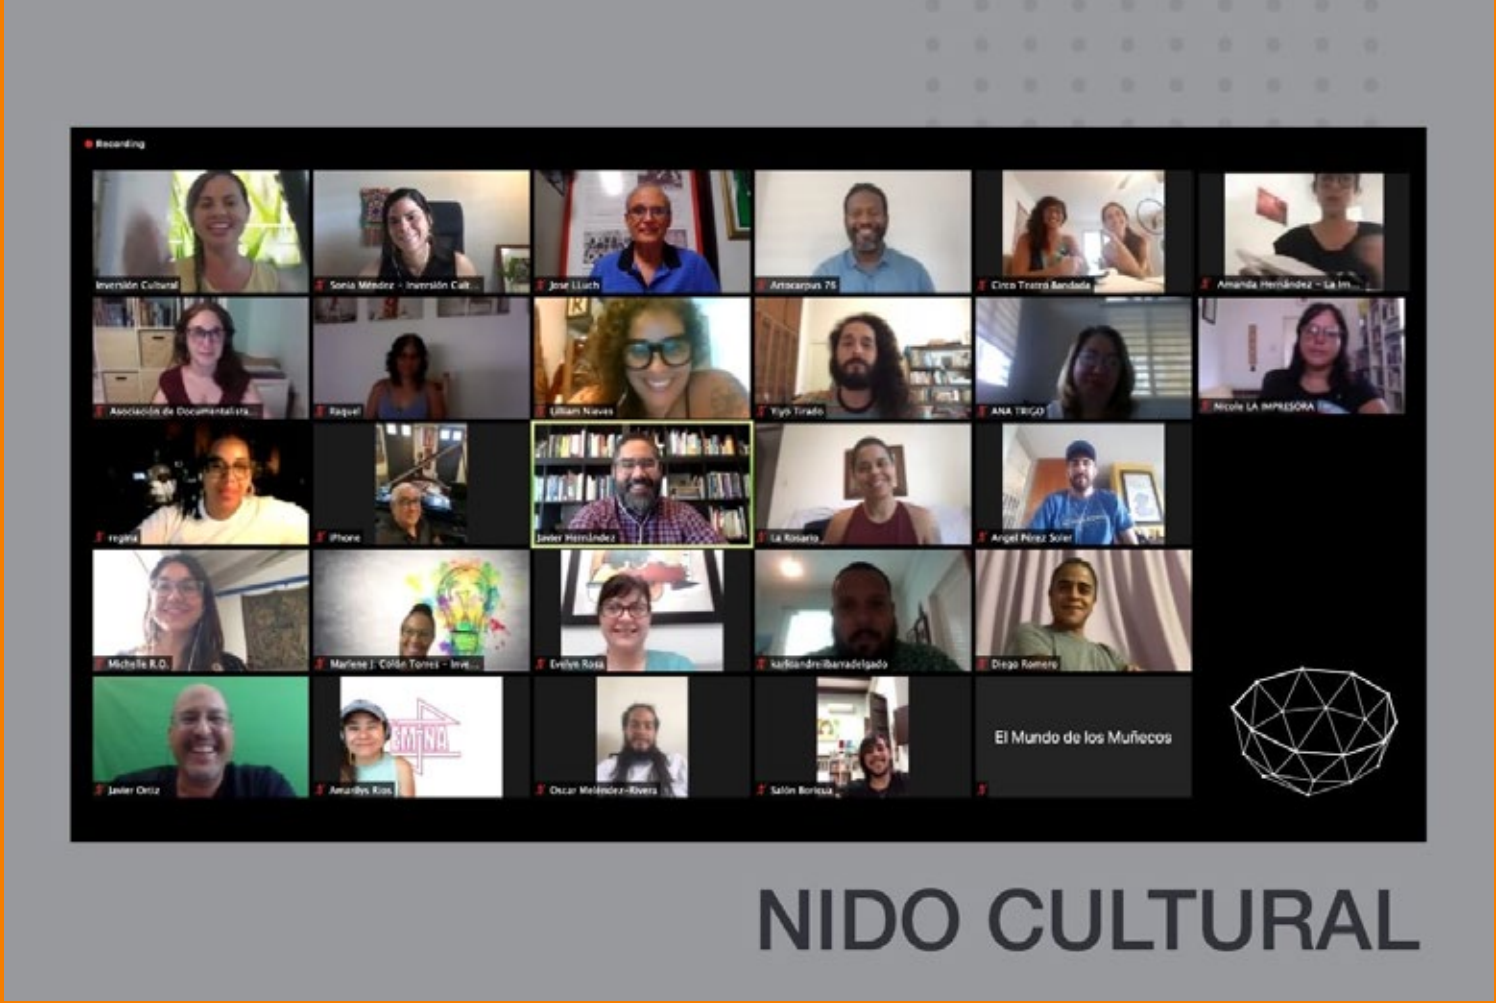 Recording
Inversión Cultural
Sonia Méndez - Inversión Cult...
Jose LLuch
Artocarpus 76
Circo Teatro Bandada
Amanda Hernández - La Im...
Asociación de Documentalista...
Raquel
Lilliam Nieves
Yiyo Tirado
ANA TRIGO
Nicole LA IMPRESORA
regina
iPhone
Javier Hernández
La Rosario
Angel Pérez Soler
Michelle R.O.
Marlene J. Colón Torres - Inve...
Evelyn Rosa
karloandreiibarradelgado
Diego Romero
Javier Ortiz
Amarilys Rios
EMINA
Oscar Meléndez-Rivera
Salón Boricua
El Mundo de los Muñecos
NIDO CULTURAL